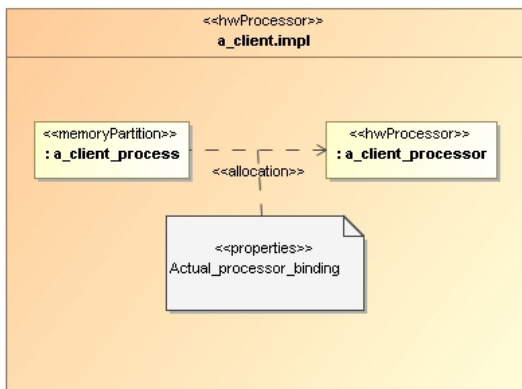 <<hwProcessor>>
a_client.impl
<<memoryPartition>>
: a_client_process
<<hwProcessor>>
: a_client_processor
<<allocation>>
<<properties>>
Actual_processor_binding